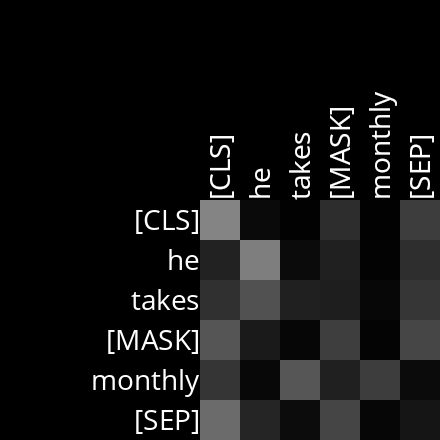 [CLS] he takes [MASK] monthly [SEP]
[CLS]
he
takes
[MASK]
monthly
[SEP]